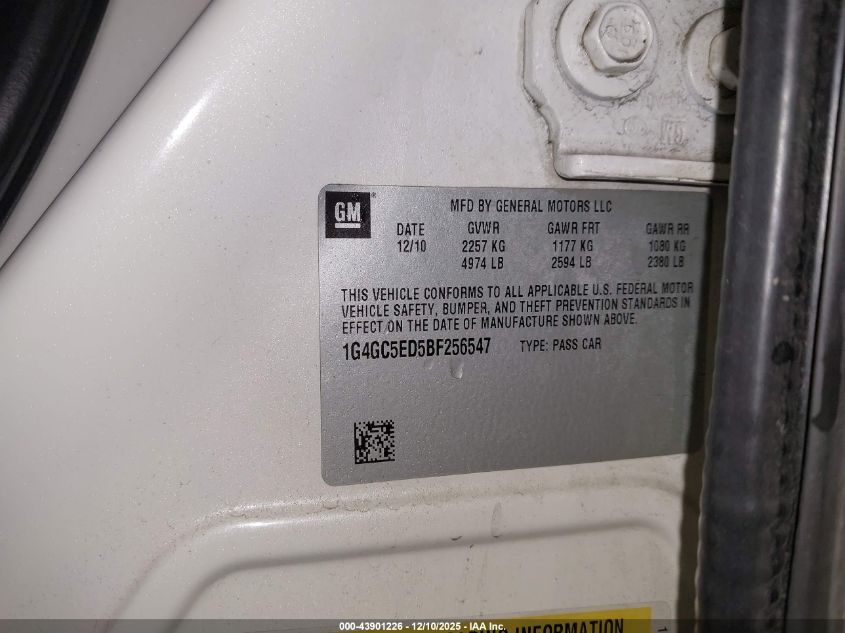 GM
MFD BY GENERAL MOTORS LLC
DATE GVWR GAWR FRT GAWR RR
12/10 2257 KG 1177 KG 1080 KG
4974 LB 2594 LB 2380 LB
THIS VEHICLE CONFORMS TO ALL APPLICABLE U.S. FEDERAL MOTOR
VEHICLE SAFETY, BUMPER, AND THEFT PREVENTION STANDARDS IN
EFFECT ON THE DATE OF MANUFACTURE SHOWN ABOVE.
1G4GC5ED5BF256547 TYPE: PASS CAR
INFORMATION
000-43901226 - 12/10/2025 - IAA Inc.